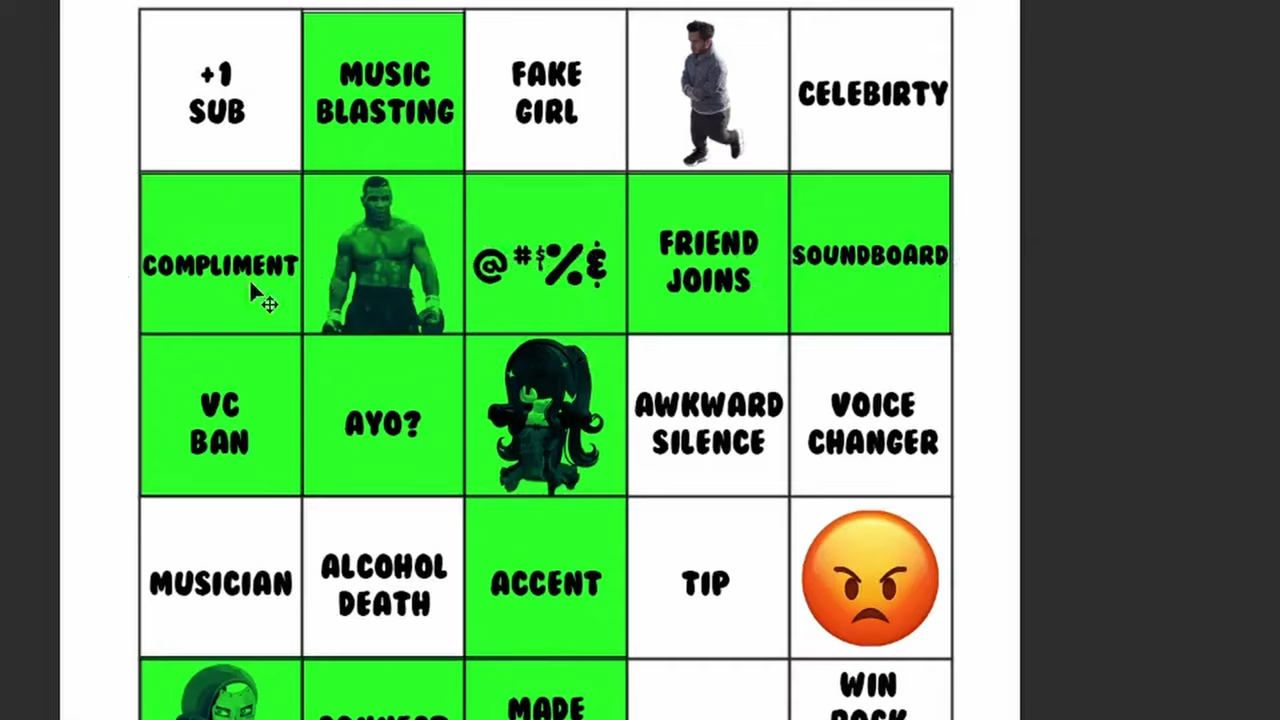 +1
SUB
MUSIC
BLASTING
FAKE
GIRL
CELEBIRTY
COMPLIMENT
@#$%&
FRIEND
JOINS
SOUNDBOARD
VC
BAN
AYO?
AWKWARD
SILENCE
VOICE
CHANGER
MUSICIAN
ALCOHOL
DEATH
ACCENT
TIP
MADE
WIN
BACK